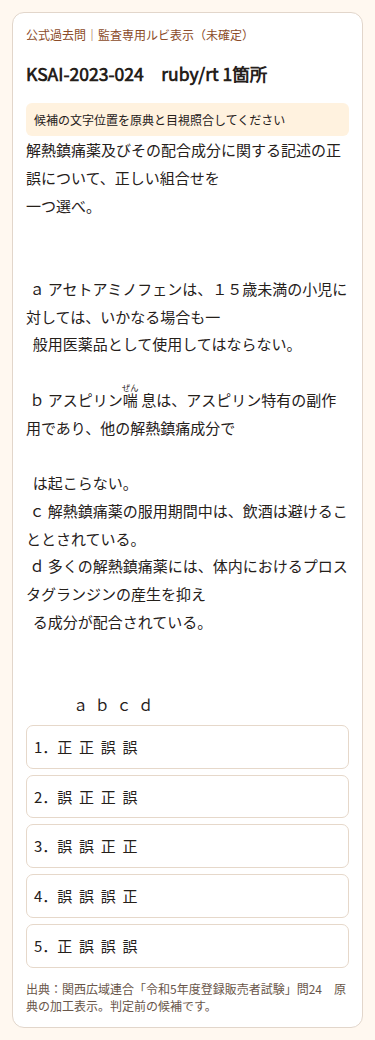 公式過去問｜監査専用ルビ表示（未確定）
KSAI-2023-024　ruby/rt 1箇所
候補の文字位置を原典と目視照合してください
解熱鎮痛薬及びその配合成分に関する記述の正
誤について、正しい組合せを
一つ選べ。
ａ アセトアミノフェンは、１５歳未満の小児に
対しては、いかなる場合も一
般用医薬品として使用してはならない。
ぜん
ｂ アスピリン喘 息は、アスピリン特有の副作
用であり、他の解熱鎮痛成分で
は起こらない。
ｃ 解熱鎮痛薬の服用期間中は、飲酒は避けるこ
ととされている。
ｄ 多くの解熱鎮痛薬には、体内におけるプロス
タグランジンの産生を抑え
る成分が配合されている。
ａ ｂ ｃ ｄ
1．正 正 誤 誤
2．誤 正 正 誤
3．誤 誤 正 正
4．誤 誤 誤 正
5．正 誤 誤 誤
出典：関西広域連合「令和5年度登録販売者試験」問24　原
典の加工表示。判定前の候補です。